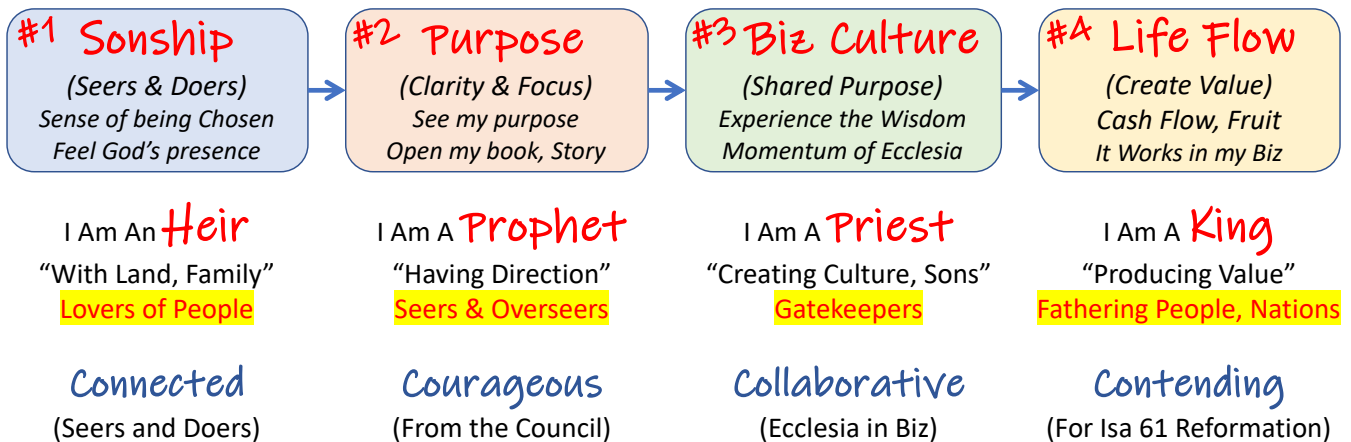 #1 Sonship
(Seers & Doers)
Sense of being Chosen
Feel God's presence
#2 Purpose
(Clarity & Focus)
See my purpose
Open my book, Story
#3 Biz Culture
(Shared Purpose)
Experience the Wisdom
Momentum of Ecclesia
#4 Life Flow
(Create Value)
Cash Flow, Fruit
It Works in my Biz
I Am An Heir
“With Land, Family”
Lovers of People
I Am A Prophet
“Having Direction”
Seers & Overseers
I Am A Priest
“Creating Culture, Sons”
Gatekeepers
I Am A King
“Producing Value”
Fathering People, Nations
Connected
(Seers and Doers)
Courageous
(From the Council)
Collaborative
(Ecclesia in Biz)
Contending
(For Isa 61 Reformation)